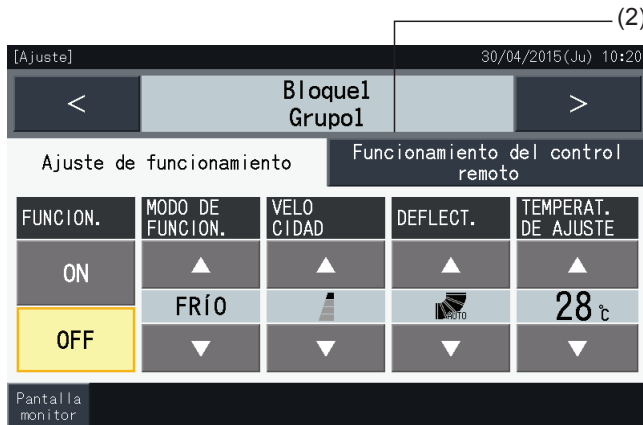 (2)
[Ajuste] 30/04/2015(Ju) 10:20
< Bloque1 >
Grupo1
Ajuste de funcionamiento
Funcionamiento del control
remoto
FUNCION.
MODO DE
FUNCION.
VELO
CIDAD
DEFLECT.
TEMPERAT.
DE AJUSTE
ON
OFF
FRÍO
AUTO
28 °C
Pantalla
monitor